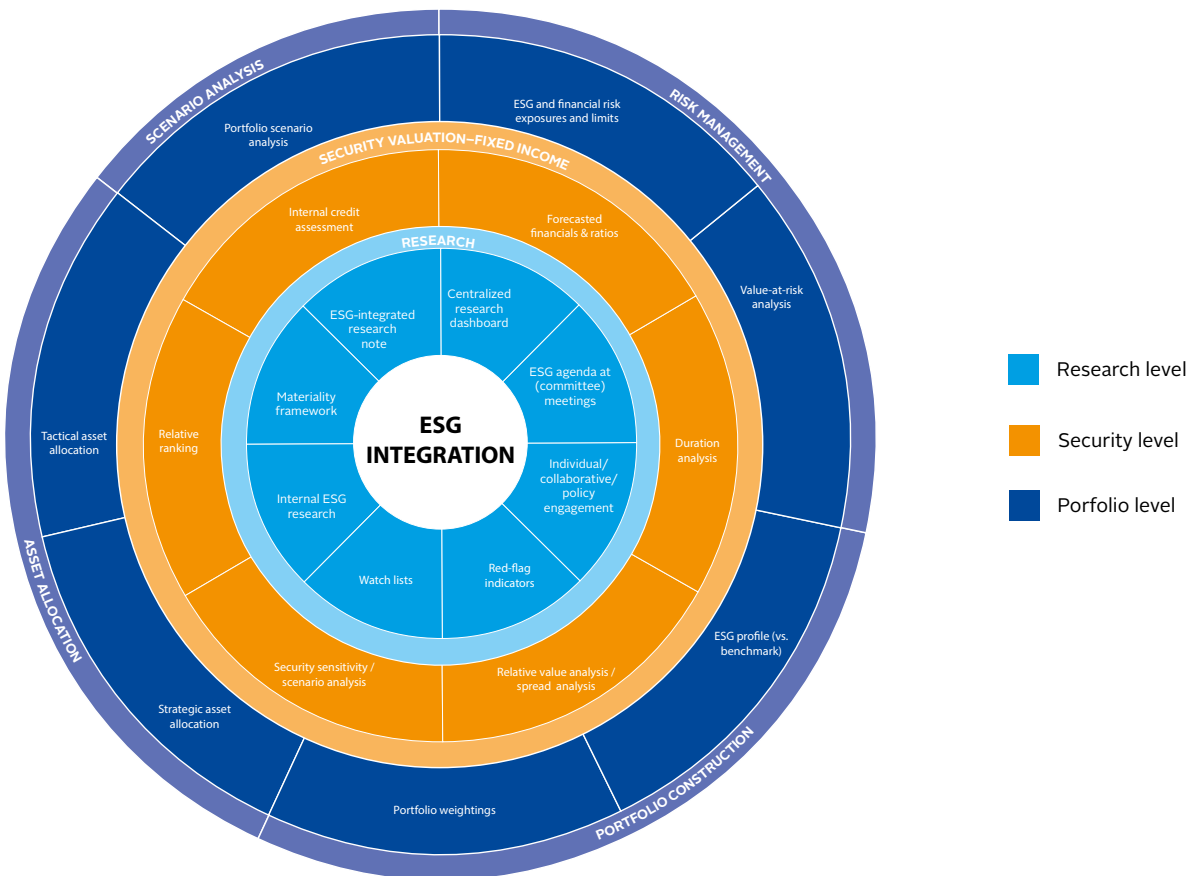 SCENARIO ANALYSIS
RISK MANAGEMENT
ESG and financial risk
exposures and limits
Portfolio scenario
analysis
SECURITY VALUATION–FIXED INCOME
Internal credit
assessment
Forecasted
financials & ratios
RESEARCH
Value-at-risk
analysis
Centralized
research
dashboard
ESG-integrated
research
note
ESG agenda at
(committee)
meetings
Materiality
framework
ESG
INTEGRATION
Tactical asset
allocation
Relative
ranking
Duration
analysis
Individual/
collaborative/
policy
engagement
Internal ESG
research
Watch lists
Red-flag
indicators
ASSET ALLOCATION
ESG profile (vs.
benchmark)
Security sensitivity /
scenario analysis
Relative value analysis /
spread analysis
Strategic asset
allocation
Portfolio weightings
PORTFOLIO CONSTRUCTION
Research level
Security level
Porfolio level